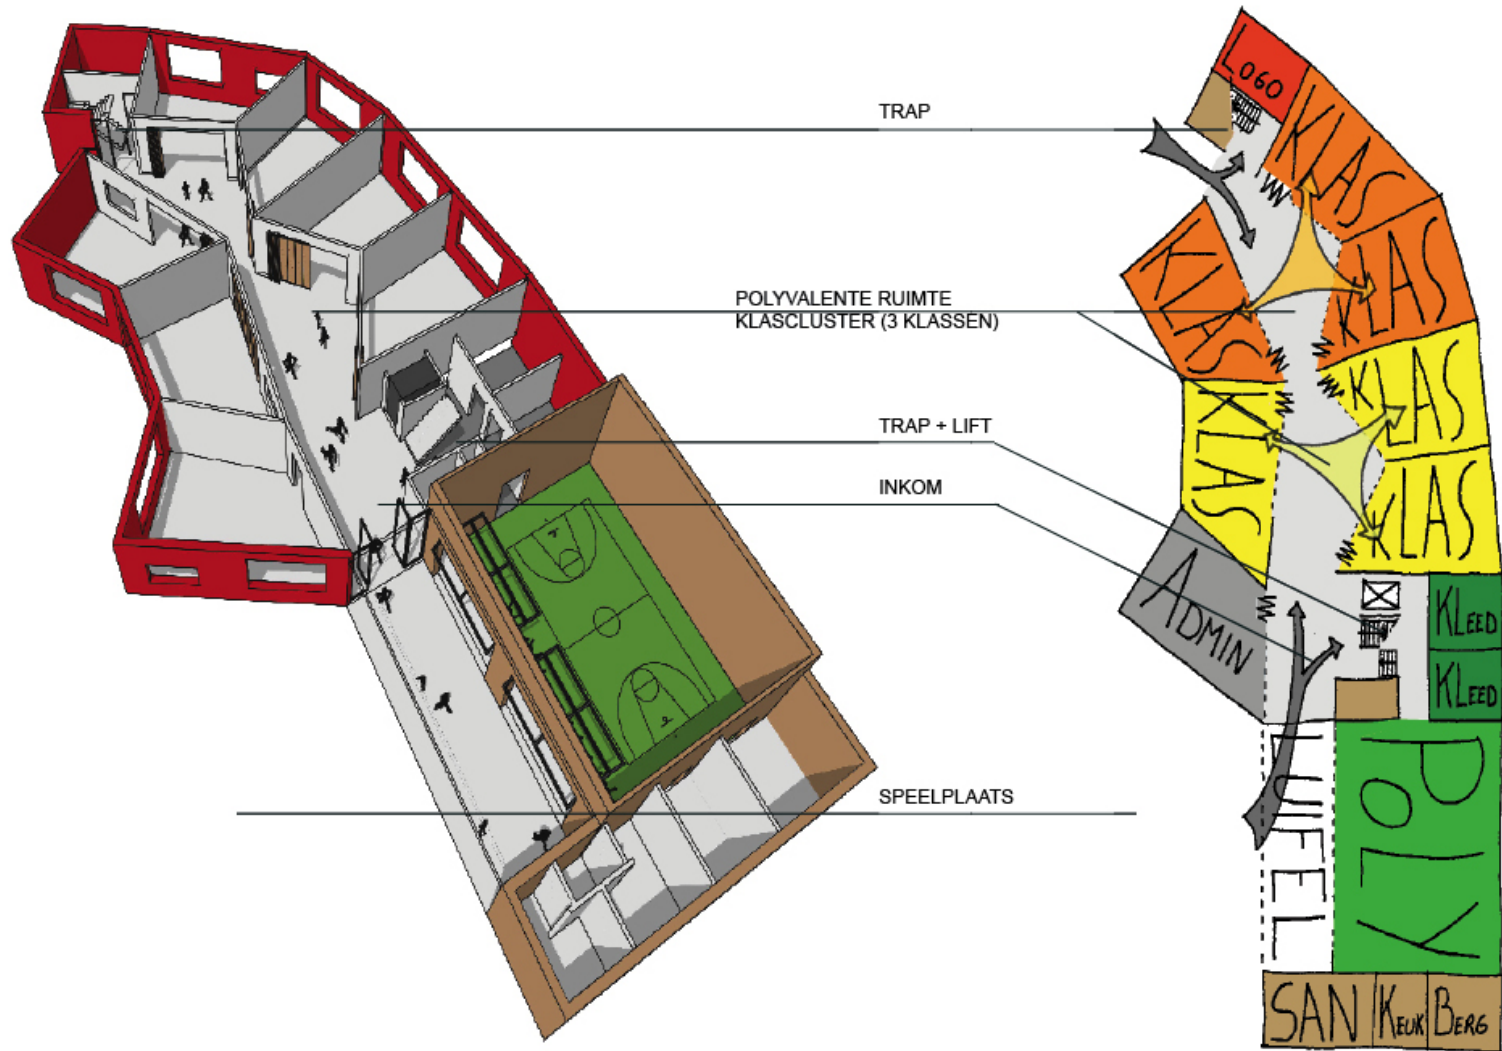 TRAP
POLYVALENTE RUIMTE
KLASCLUSTER (3 KLASSEN)
TRAP + LIFT
INKOM
SPEELPLAATS
LOGO
KLAS
KLAS
KLAS
KLAS
KLAS
KLAS
ADMIN
KLEED
KLEED
LUIFEL
POLY
SAN
KEUK
BERG